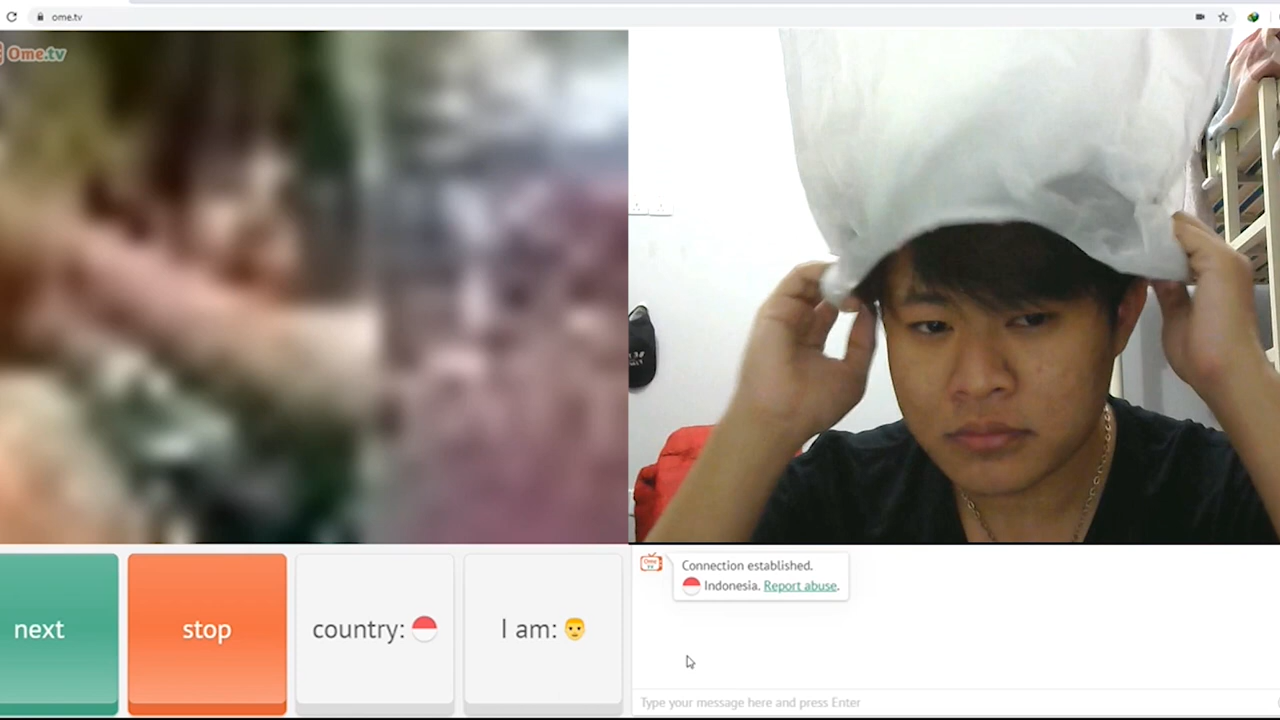 ome.tv
Ome.tv
Connection established.
Indonesia. Report abuse.
next
stop
country:
I am:
Type your message here and press Enter